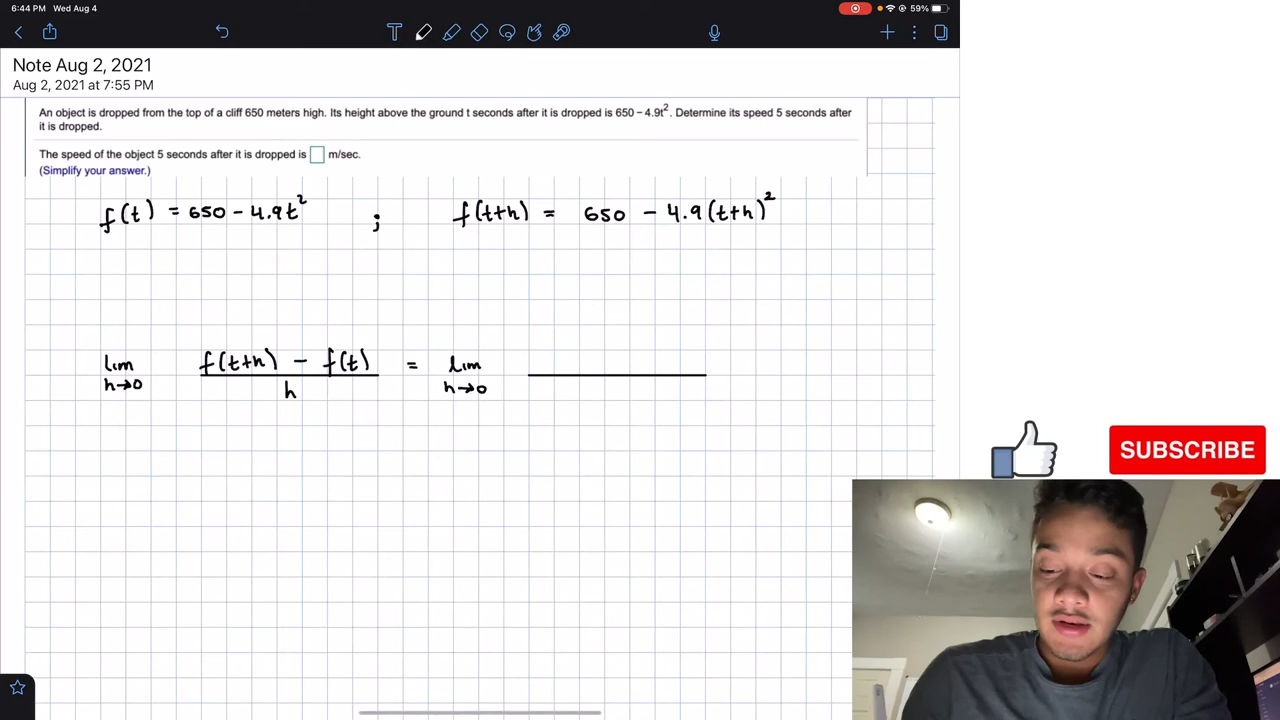 6:44 PM Wed Aug 4 59%
Note Aug 2, 2021
Aug 2, 2021 at 7:55 PM
An object is dropped from the top of a cliff 650 meters high. Its height above the ground t seconds after it is dropped is 650 − 4.9t². Determine its speed 5 seconds after
it is dropped.
The speed of the object 5 seconds after it is dropped is m/sec.
(Simplify your answer.)
f(t) = 650 − 4.9t² ; f(t+h) = 650 − 4.9(t+h)²
lim f(t+h) − f(t) = lim
h→0 h h→0
SUBSCRIBE